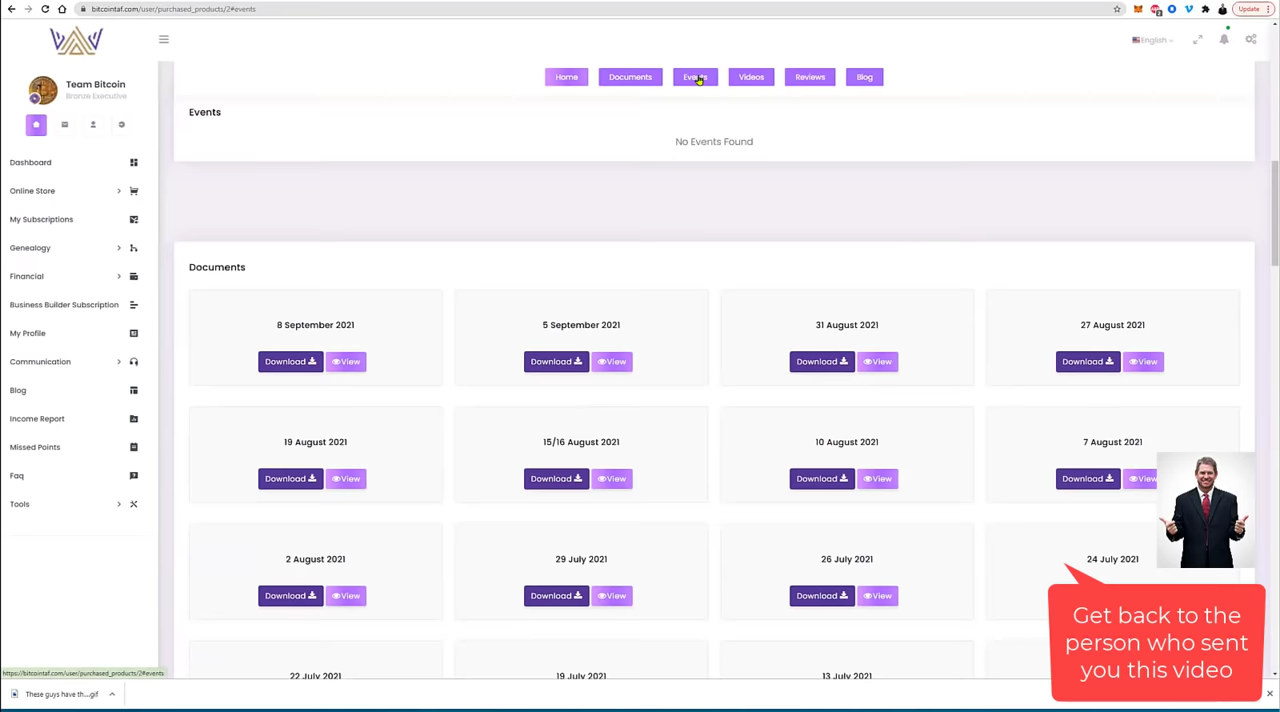 bitcointaf.com/user/purchased_products/2#events
Update
English
Team Bitcoin
Bronze Executive
Home
Documents
Events
Videos
Reviews
Blog
Dashboard
Online Store
My Subscriptions
Genealogy
Financial
Business Builder Subscription
My Profile
Communication
Blog
Income Report
Missed Points
Faq
Tools
Events
No Events Found
Documents
8 September 2021
5 September 2021
31 August 2021
27 August 2021
Download View
Download View
Download View
Download View
19 August 2021
15/16 August 2021
10 August 2021
7 August 2021
Download View
Download View
Download View
Download View
2 August 2021
29 July 2021
26 July 2021
24 July 2021
Download View
Download View
Download View
22 July 2021
19 July 2021
13 July 2021
Get back to the
person who sent
you this video
https://bitcointaf.com/user/purchased_products/2#events
These guys have th....gif